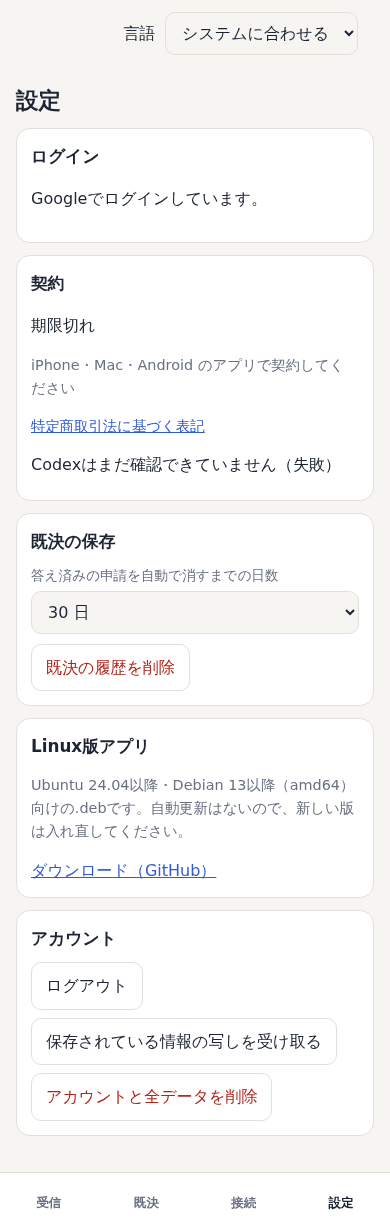 言語 システムに合わせる
設定
ログイン
Googleでログインしています。
契約
期限切れ
iPhone・Mac・Android のアプリで契約してく
ださい
特定商取引法に基づく表記
Codexはまだ確認できていません（失敗）
既決の保存
答え済みの申請を自動で消すまでの日数
30 日
既決の履歴を削除
Linux版アプリ
Ubuntu 24.04以降・Debian 13以降（amd64）
向けの.debです。自動更新はないので、新しい版
は入れ直してください。
ダウンロード（GitHub）
アカウント
ログアウト
保存されている情報の写しを受け取る
アカウントと全データを削除
受信 既決 接続 設定